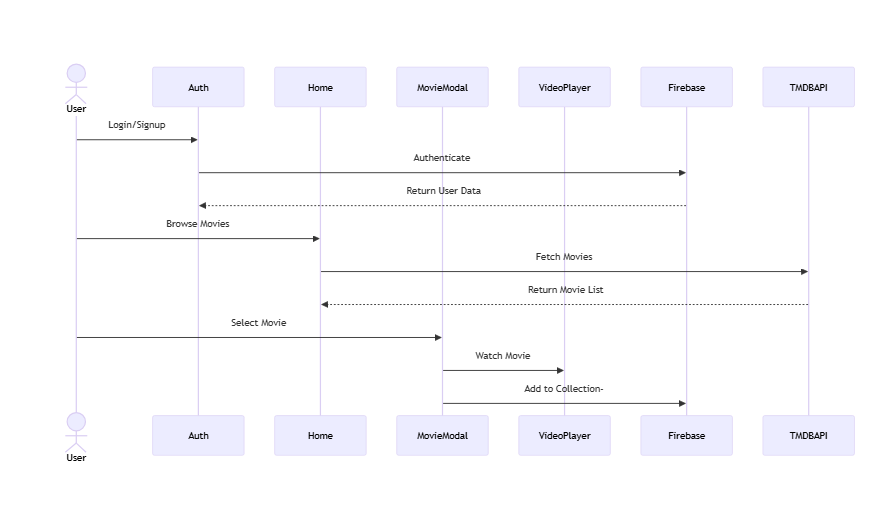 User
Auth
Home
MovieModal
VideoPlayer
Firebase
TMDBAPI
Login/Signup
Authenticate
Return User Data
Browse Movies
Fetch Movies
Return Movie List
Select Movie
Watch Movie
Add to Collection-
User
Auth
Home
MovieModal
VideoPlayer
Firebase
TMDBAPI